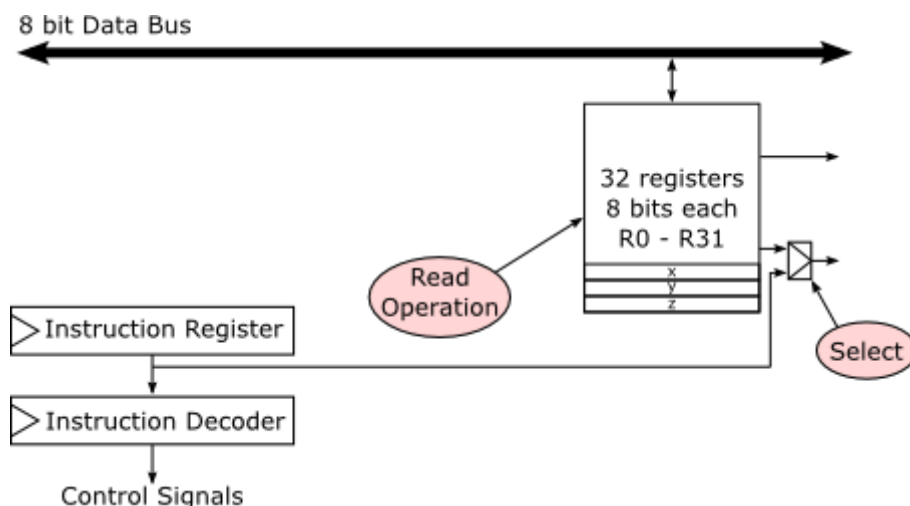 8 bit Data Bus
32 registers
8 bits each
R0 - R31
x
y
z
Read
Operation
Select
Instruction Register
Instruction Decoder
Control Signals